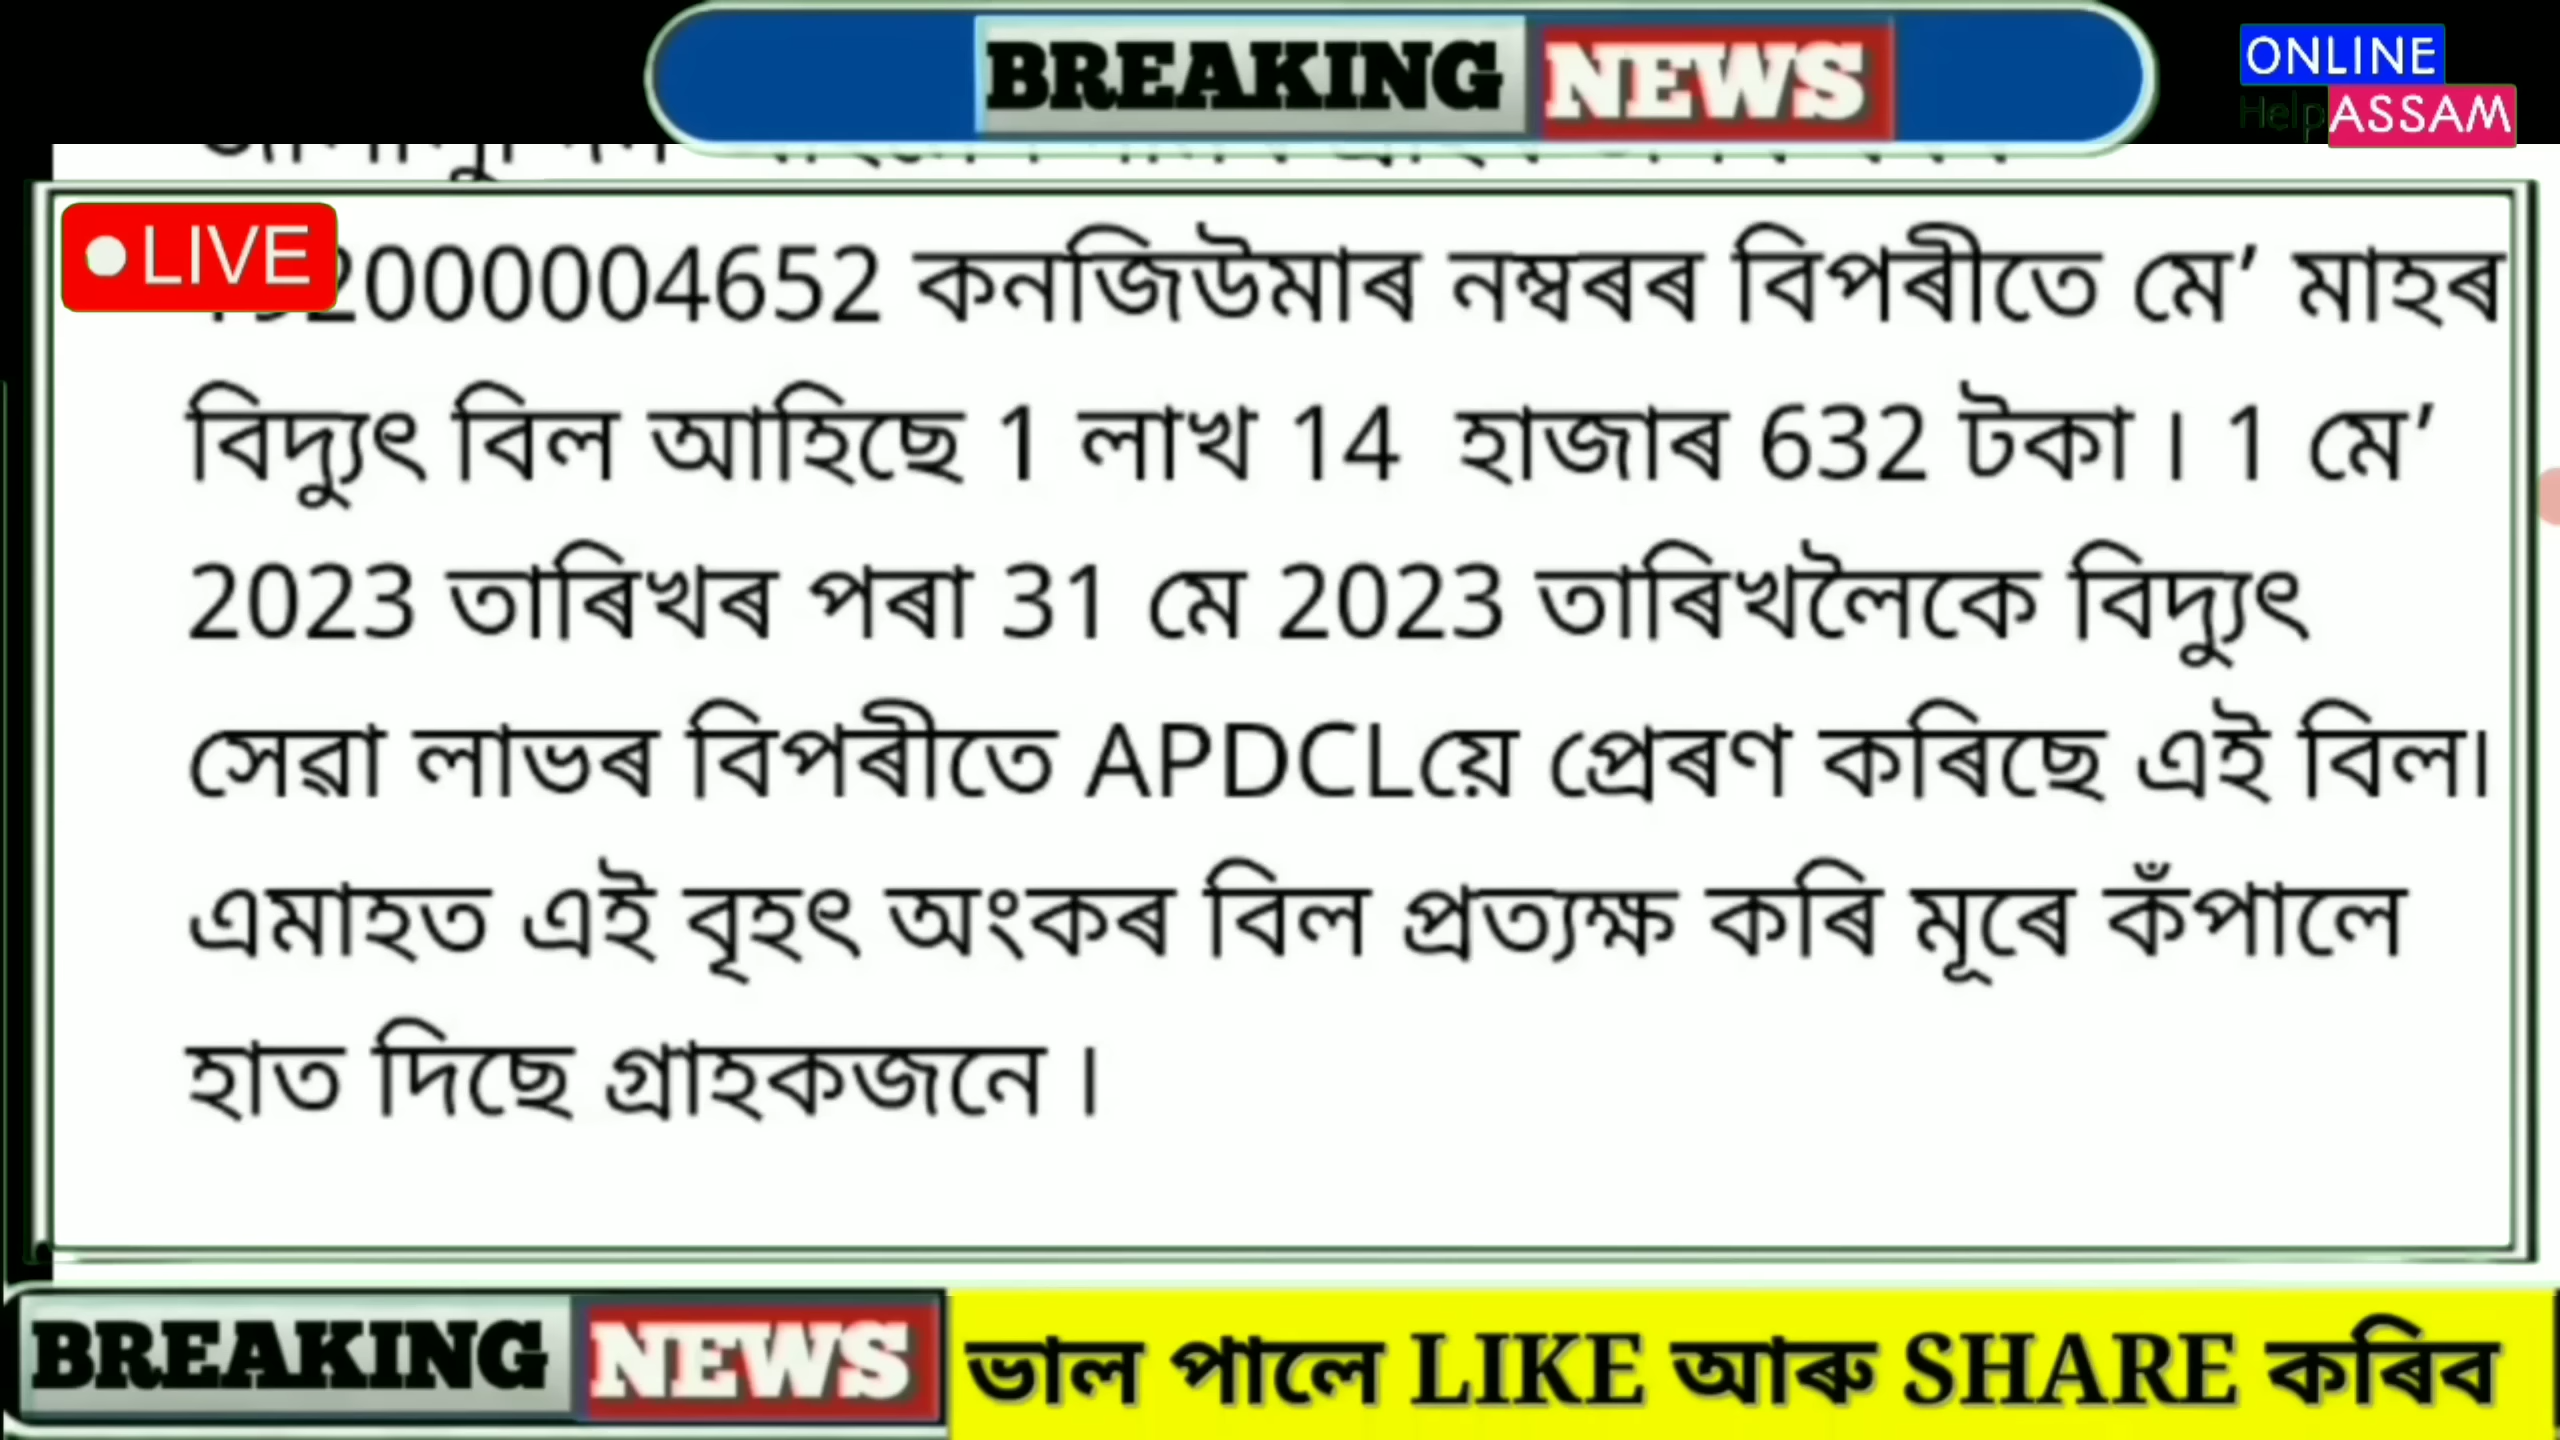 BREAKING NEWS
ONLINE
Help ASSAM
LIVE
2000004652 কনজিউমাৰ নম্বৰৰ বিপৰীতে মে’ মাহৰ
বিদ্যুৎ বিল আহিছে 1 লাখ 14 হাজাৰ 632 টকা । 1 মে’
2023 তাৰিখৰ পৰা 31 মে 2023 তাৰিখলৈকে বিদ্যুৎ
সেৱা লাভৰ বিপৰীতে APDCLয়ে প্ৰেৰণ কৰিছে এই বিল।
এমাহত এই বৃহৎ অংকৰ বিল প্ৰত্যক্ষ কৰি মূৰে কঁপালে
হাত দিছে গ্ৰাহকজনে ।
BREAKING NEWS ভাল পালে LIKE আৰু SHARE কৰিব